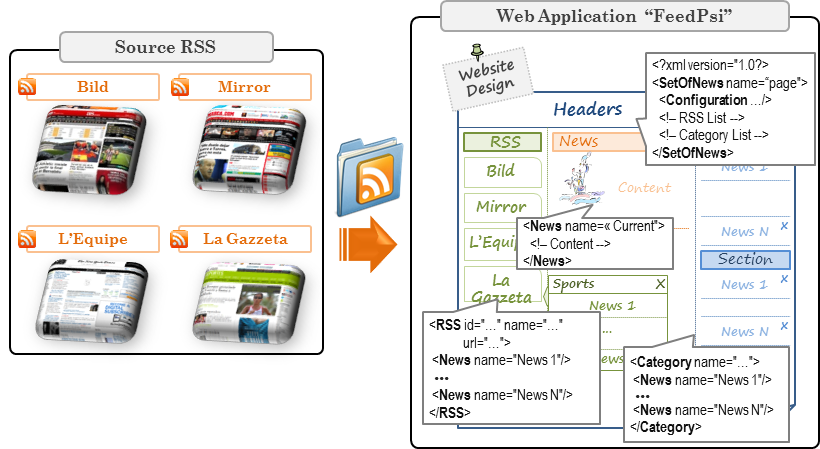 Source RSS
Bild
Mirror
L'Equipe
La Gazzeta
Web Application “FeedPsi”
Website
Design
Headers
RSS
Bild
Mirror
L'Equip
La
Gazzeta
News
Content
<?xml version="1.0?>
<SetOfNews name=“page">
<Configuration .../>
<!– RSS List -->
<!– Category List -->
</SetOfNews>
News 1
News N x
Section
News 1 x
News N x
<News name=« Current">
<!– Content -->
</News>
Sports X
News 1
...
ews
<RSS id="..." name="..."
url="...">
<News name="News 1"/>
•••
<News name="News N"/>
</RSS>
<Category name="...">
<News name="News 1"/>
•••
<News name="News N"/>
</Category>